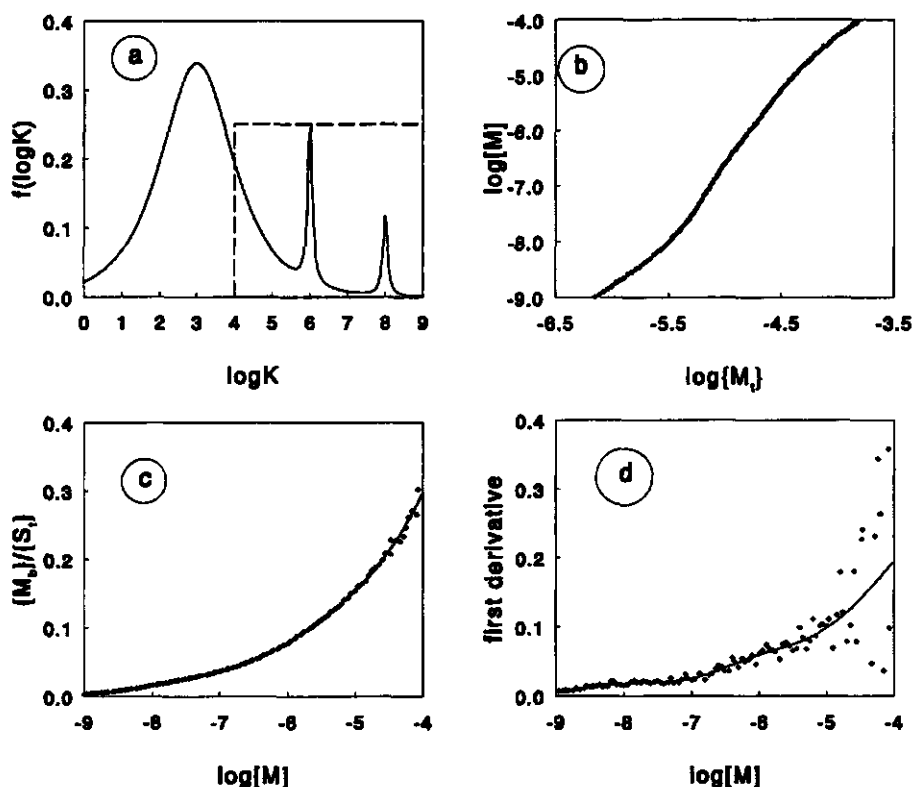 a
f(logK)
0.4
0.3
0.2
0.1
0.0
0 1 2 3 4 5 6 7 8 9
logK
b
log[M]
-4.0
-5.0
-6.0
-7.0
-8.0
-9.0
-6.5 -5.5 -4.5 -3.5
log{M_t}
c
{M_b}/{S_t}
0.4
0.3
0.2
0.1
0.0
-9 -8 -7 -6 -5 -4
log[M]
d
first derivative
0.4
0.3
0.2
0.1
0.0
-9 -8 -7 -6 -5 -4
log[M]